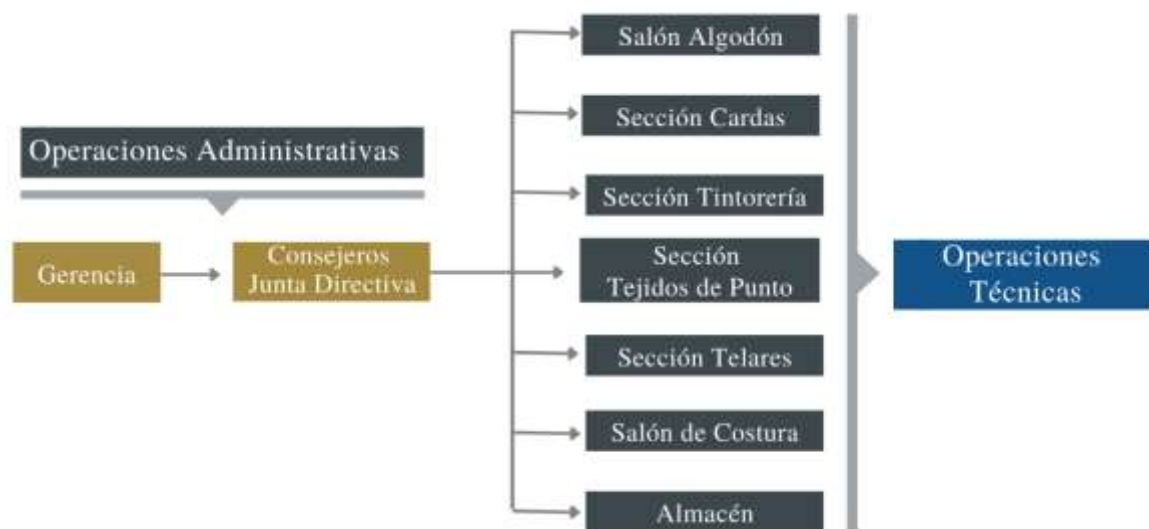 Operaciones Administrativas
Gerencia
Consejeros
Junta Directiva
Salón Algodón
Sección Cardas
Sección Tintorería
Sección
Tejidos de Punto
Sección Telares
Salón de Costura
Almacén
Operaciones
Técnicas